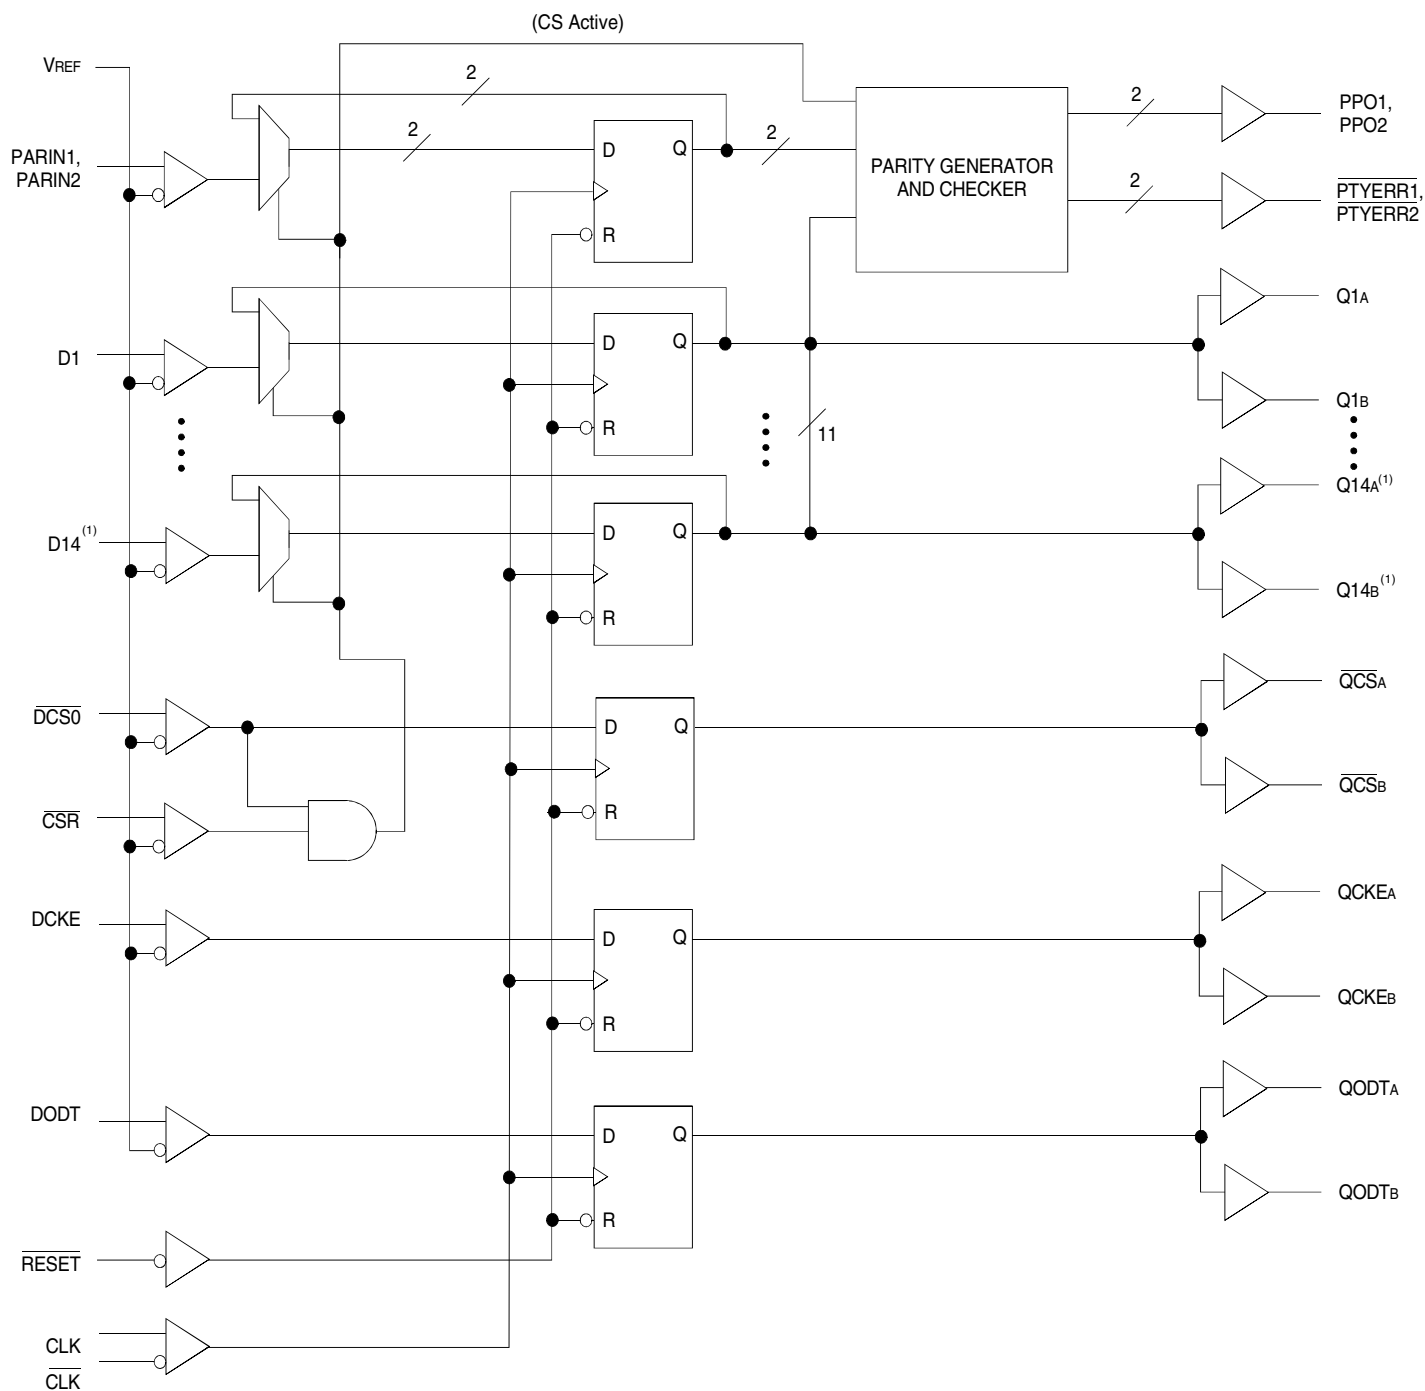 (CS Active)
VREF
2
2
2
2
2
PARIN1,
PARIN2
D
Q
R
PARITY GENERATOR
AND CHECKER
PPO1,
PPO2
PTYERR1,
PTYERR2
D1
D
Q
R
11
Q1A
Q1B
D14(1)
D
Q
R
Q14A(1)
Q14B(1)
DCS0
D
Q
R
QCSA
QCSB
CSR
DCKE
D
Q
R
QCKEA
QCKEB
DODT
D
Q
R
QODTA
QODTB
RESET
CLK
CLK